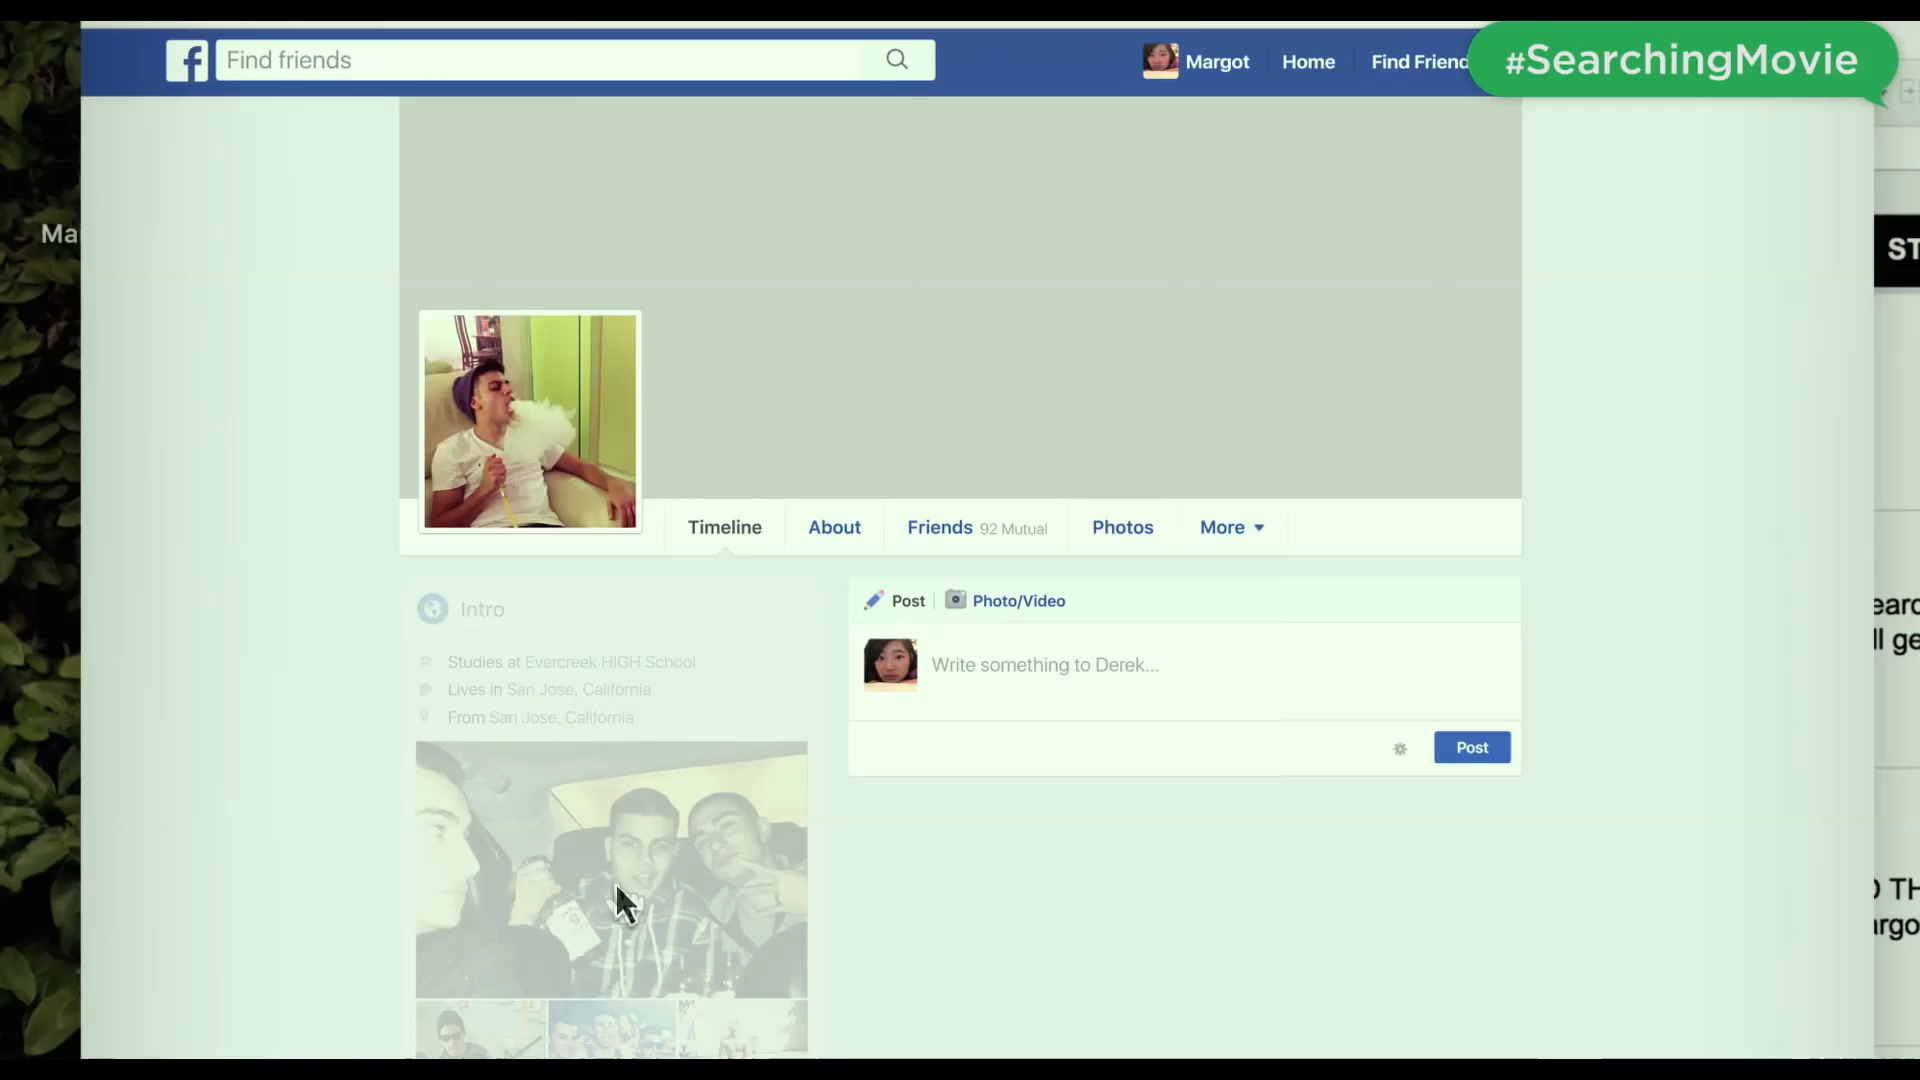 f
Find friends
Margot
Home
Find Friend
#SearchingMovie
Ma
ST
Timeline
About
Friends 92 Mutual
Photos
More
Intro
Studies at Evercreek HIGH School
Lives in San Jose, California
From San Jose, California
Post
Photo/Video
Write something to Derek...
Post
earc
ll ge
TH
argo